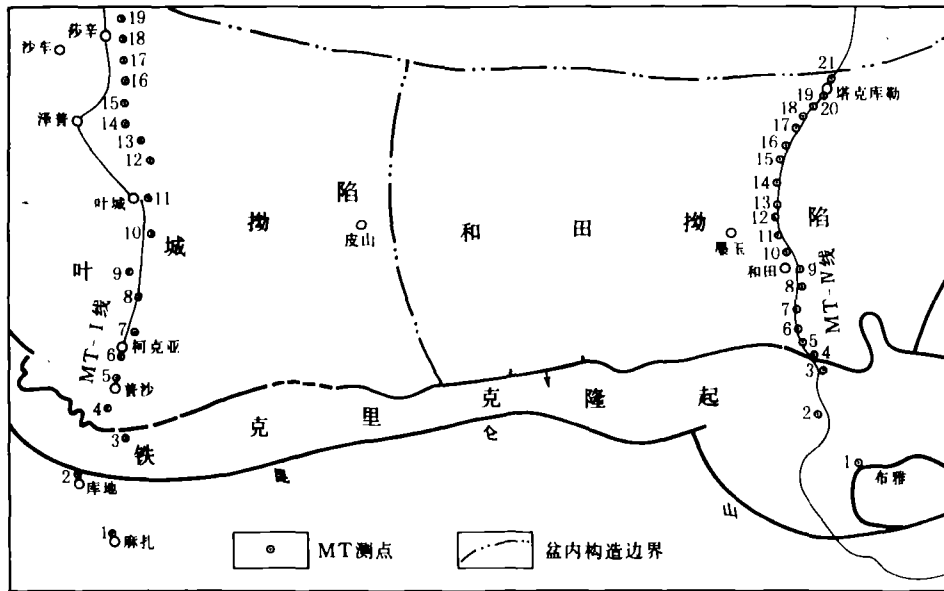 19
莎车
18
沙车
17
16
15
泽普
14
13
12
叶城
11
10
9
8
7
柯克亚
6
5
普沙
4
3
2
库地
1
麻扎
MT-I线
叶城拗陷
皮山
和田拗陷
墨玉
21
塔克库勒
20
19
18
17
16
15
14
13
12
11
10
和田
9
8
7
6
5
4
3
2
1
布雅
MT-IV线
铁克里克隆起
昆仑山
MT测点
盆内构造边界